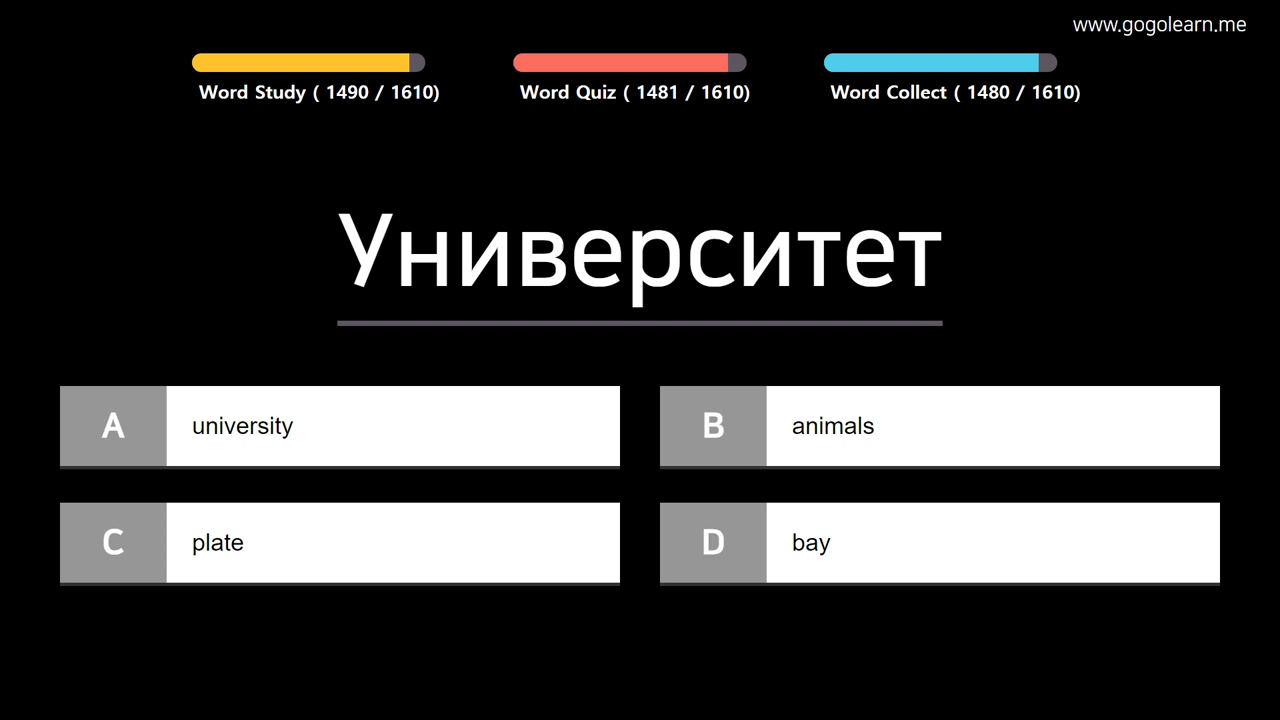 www.gogolearn.me
Word Study ( 1490 / 1610)
Word Quiz ( 1481 / 1610)
Word Collect ( 1480 / 1610)
Университет
A university
B animals
C plate
D bay